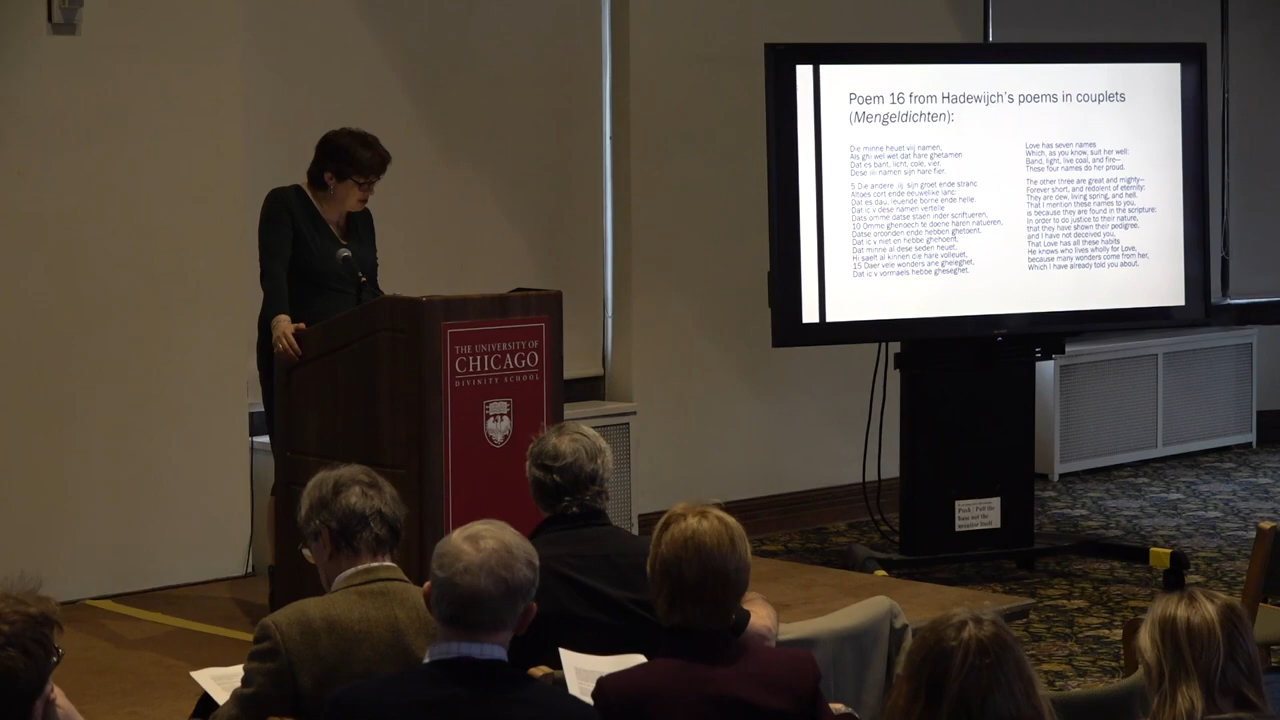 Poem 16 from Hadewijch's poems in couplets
(Mengeldichten):
Die minne heuet viij namen,
Als ghi wel wet dat hare ghetamen
Dat es bant, licht, cole, vier.
Dese iiij namen sijn hare fier.
5 Die andere iij sijn groet ende stranc
Altoes cort ende eeuwelike lanc:
Dat es dau, leuende borne ende helle.
Dat ic v dese namen vertelle
Dats omme datse staen inder scriftueren,
10 Omme ghenoech te doene haren natueren,
Datse orconden ende hebben ghetoent.
Dat ic v niet en hebbe ghehoent,
Dat minne al dese seden heuet,
Hi saelt al kinnen die hare volleuet,
15 Daer vele wonders ane gheleghet,
Dat ic v vormaels hebbe gheseghet.
Love has seven names
Which, as you know, suit her well:
Band, light, live coal, and fire—
These four names do her proud.
The other three are great and mighty—
Forever short, and redolent of eternity:
They are dew, living spring, and hell.
That I mention these names to you,
is because they are found in the scripture:
In order to do justice to their nature,
that they have shown their pedigree.
and I have not deceived you,
That Love has all these habits
He knows who lives wholly for Love,
because many wonders come from her,
Which I have already told you about.
THE UNIVERSITY OF
CHICAGO
DIVINITY SCHOOL
Push / Pull the
base not the